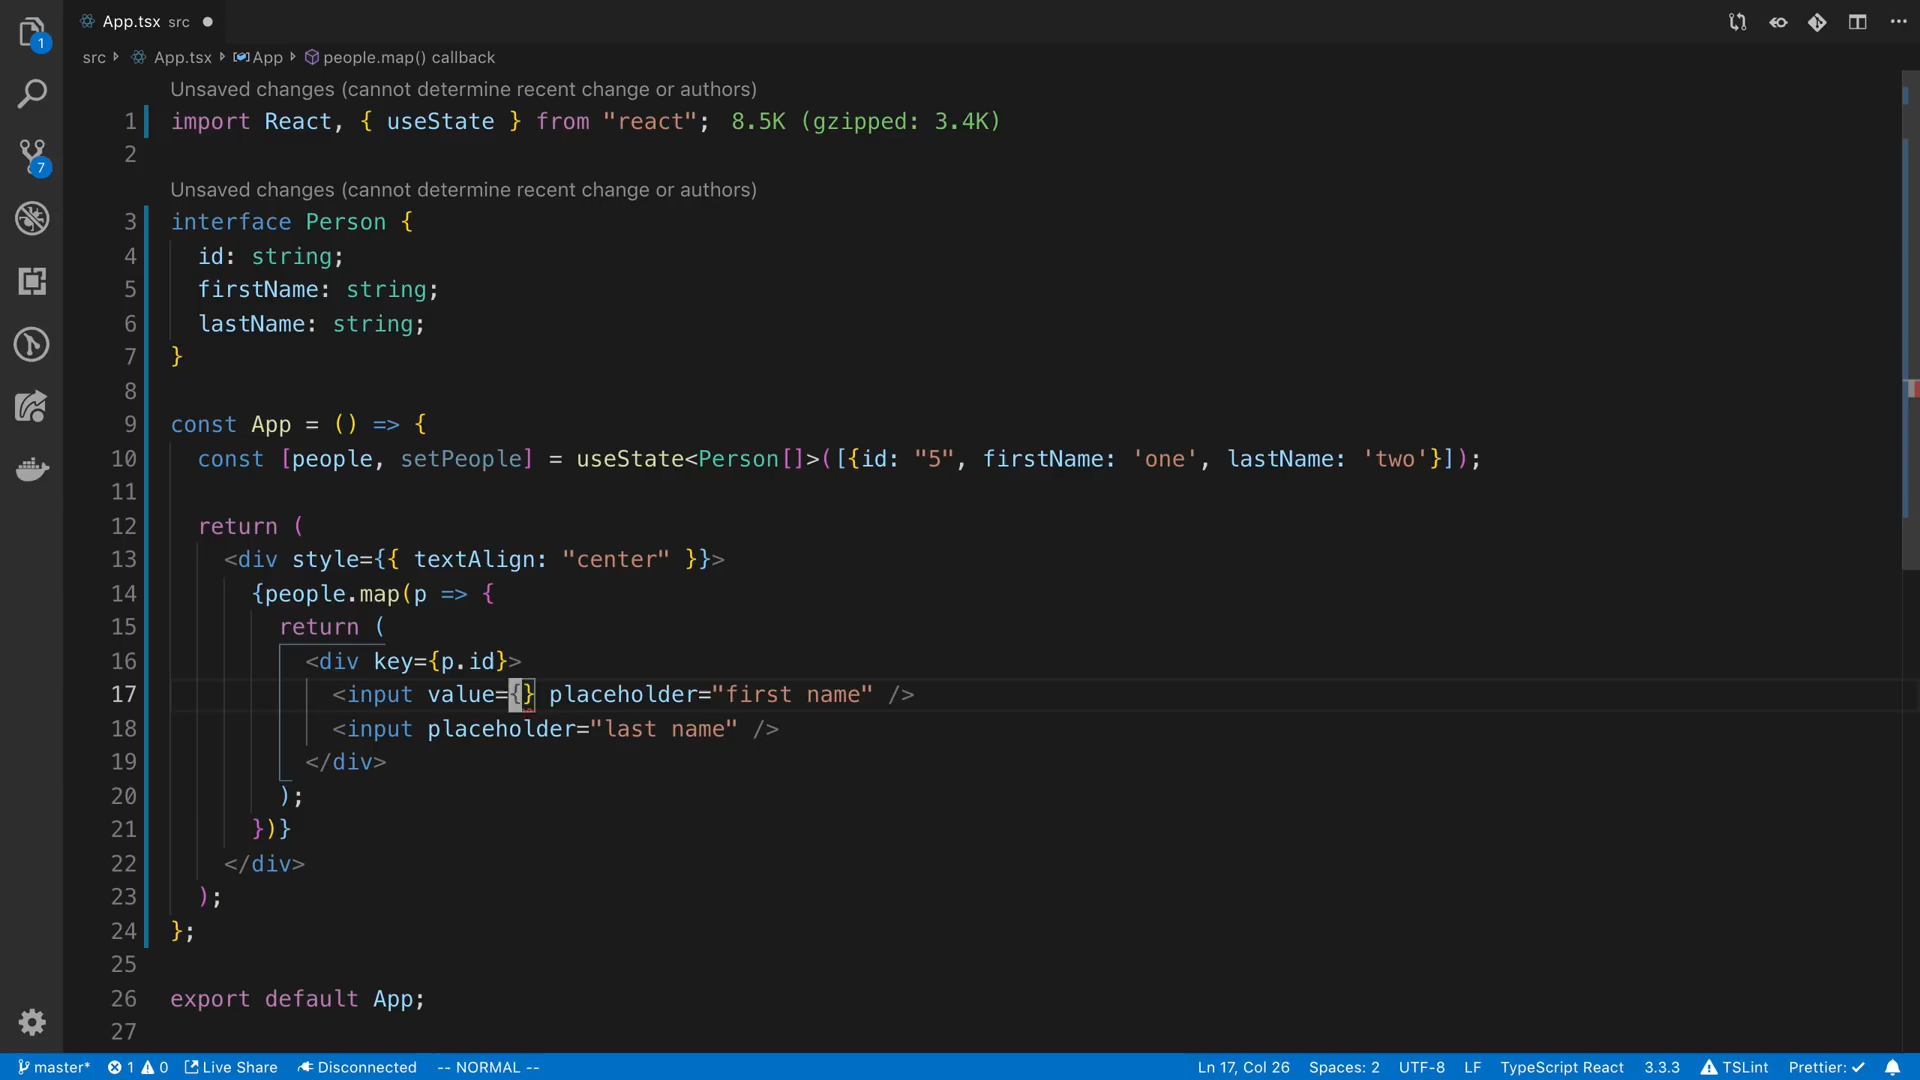 App.tsx src
src App.tsx App people.map() callback
1
7
Unsaved changes (cannot determine recent change or authors)
1 import React, { useState } from "react"; 8.5K (gzipped: 3.4K)
2
Unsaved changes (cannot determine recent change or authors)
3 interface Person {
4 id: string;
5 firstName: string;
6 lastName: string;
7 }
8
9 const App = () => {
10 const [people, setPeople] = useState<Person[]>([{id: "5", firstName: 'one', lastName: 'two'}]);
11
12 return (
13 <div style={{ textAlign: "center" }}>
14 {people.map(p => {
15 return (
16 <div key={p.id}>
17 <input value={} placeholder="first name" />
18 <input placeholder="last name" />
19 </div>
20 );
21 })}
22 </div>
23 );
24 };
25
26 export default App;
27
master* 1 0 Live Share Disconnected -- NORMAL -- Ln 17, Col 26 Spaces: 2 UTF-8 LF TypeScript React 3.3.3 TSLint Prettier: ✓